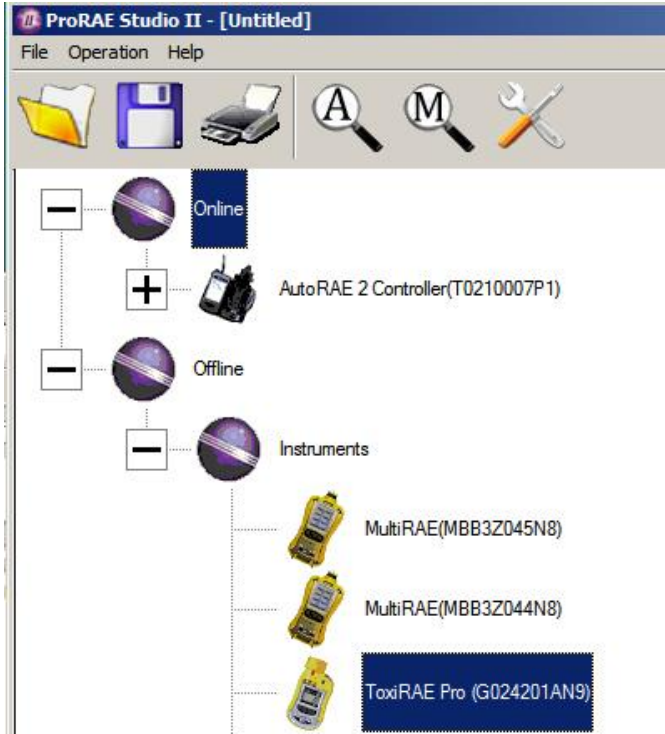 ProRAE Studio II - [Untitled]
File Operation Help
A M
Online
AutoRAE 2 Controller(T0210007P1)
Offline
Instruments
MultiRAE(MBB3Z045N8)
MultiRAE(MBB3Z044N8)
ToxiRAE Pro (G024201AN9)